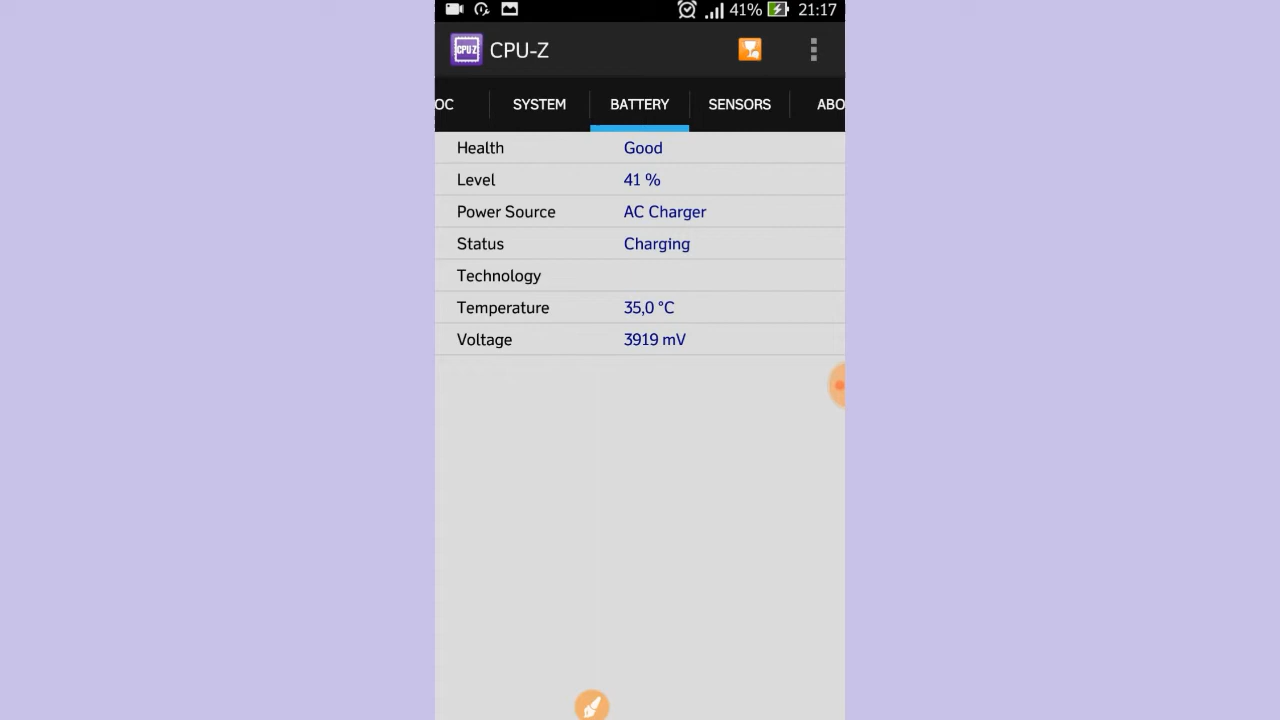 41% 21:17
CPU-Z CPU-Z
OC SYSTEM BATTERY SENSORS ABO
Health Good
Level 41 %
Power Source AC Charger
Status Charging
Technology
Temperature 35,0 °C
Voltage 3919 mV